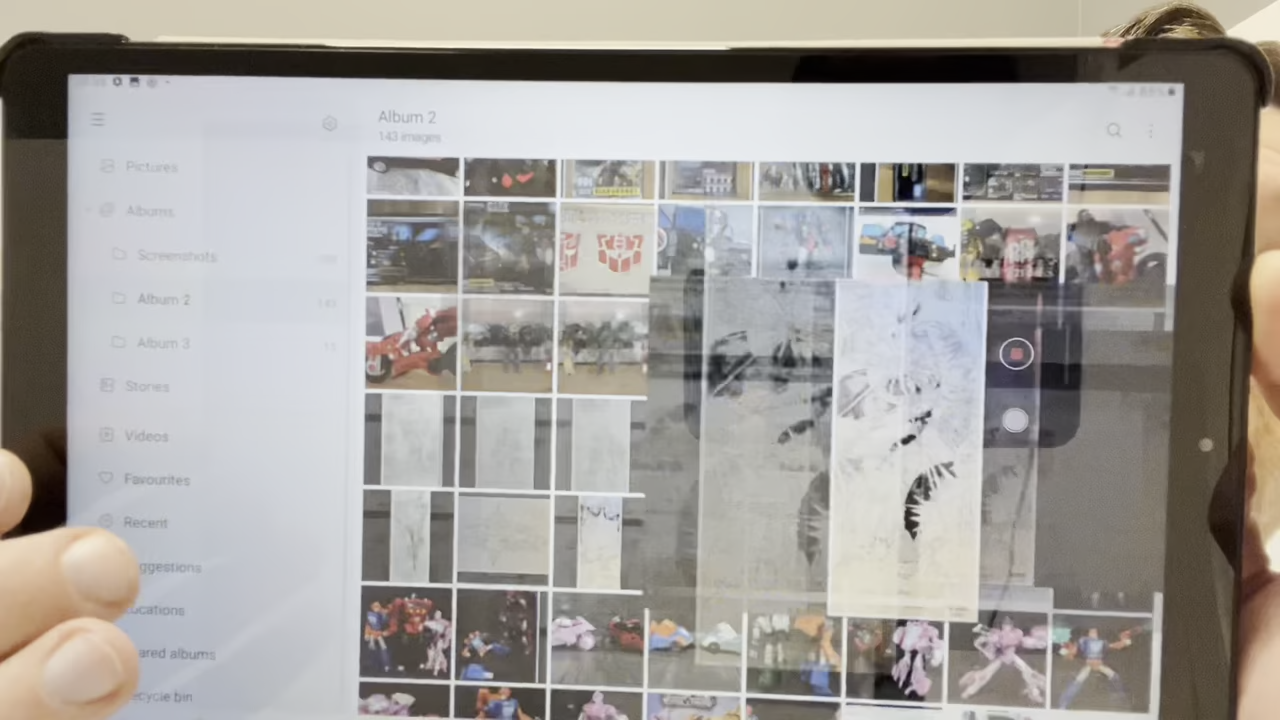 Album 2
143 images
Pictures
Albums
Screenshots
Album 2
143
Album 3
Stories
Videos
Favourites
Recent
ggestions
ocations
ared albums
ecycle bin